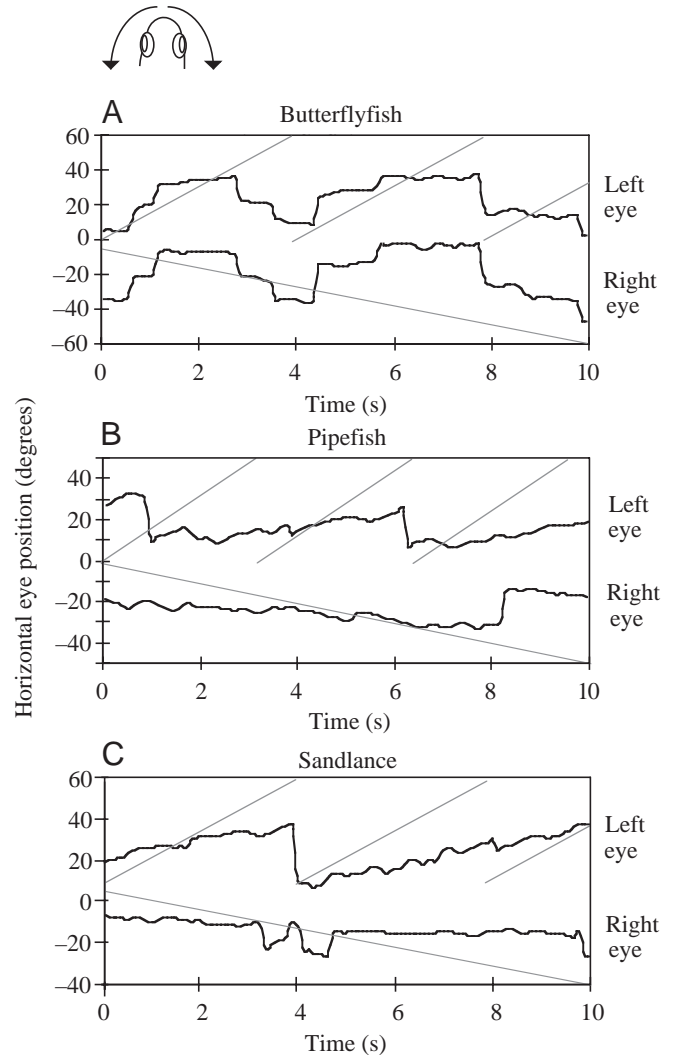 A
Butterflyfish
60
40
20
0
–20
–40
–60
Left
eye
Right
eye
0 2 4 6 8 10
Time (s)
Horizontal eye position (degrees)
B
Pipefish
40
20
0
–20
–40
Left
eye
Right
eye
0 2 4 6 8 10
Time (s)
C
Sandlance
60
40
20
0
–20
–40
Left
eye
Right
eye
0 2 4 6 8 10
Time (s)